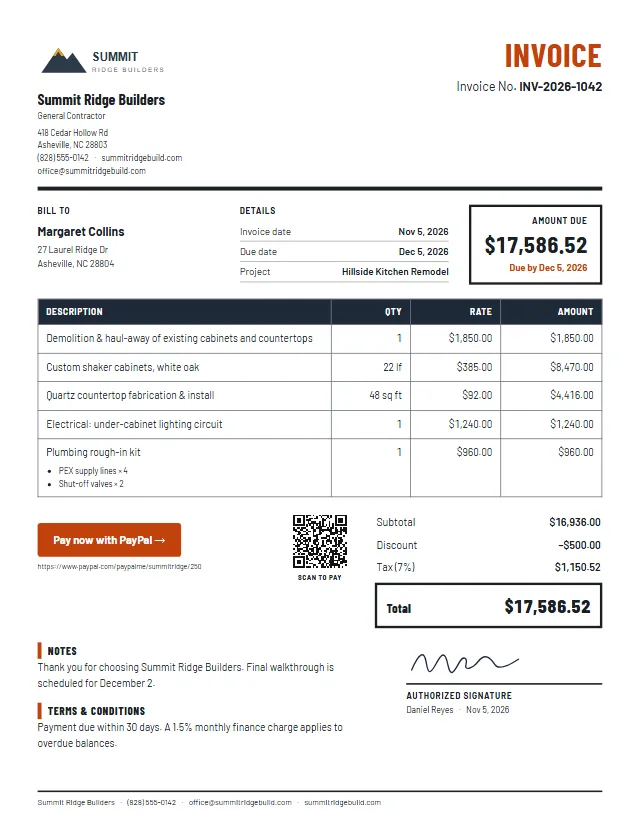 SUMMIT
RIDGE BUILDERS
INVOICE
Invoice No. INV-2026-1042
Summit Ridge Builders
General Contractor
418 Cedar Hollow Rd
Asheville, NC 28803
(828) 555-0142 · summitridgebuild.com
office@summitridgebuild.com
BILL TO
Margaret Collins
27 Laurel Ridge Dr
Asheville, NC 28804
DETAILS
Invoice date Nov 5, 2026
Due date Dec 5, 2026
Project Hillside Kitchen Remodel
AMOUNT DUE
$17,586.52
Due by Dec 5, 2026
DESCRIPTION QTY RATE AMOUNT
Demolition & haul-away of existing cabinets and countertops 1 $1,850.00 $1,850.00
Custom shaker cabinets, white oak 22 lf $385.00 $8,470.00
Quartz countertop fabrication & install 48 sq ft $92.00 $4,416.00
Electrical: under-cabinet lighting circuit 1 $1,240.00 $1,240.00
Plumbing rough-in kit 1 $960.00 $960.00
• PEX supply lines × 4
• Shut-off valves × 2
Pay now with PayPal →
https://www.paypal.com/paypalme/summitridge/250
SCAN TO PAY
Subtotal $16,936.00
Discount –$500.00
Tax (7%) $1,150.52
Total $17,586.52
NOTES
Thank you for choosing Summit Ridge Builders. Final walkthrough is
scheduled for December 2.
TERMS & CONDITIONS
Payment due within 30 days. A 1.5% monthly finance charge applies to
overdue balances.
AUTHORIZED SIGNATURE
Daniel Reyes · Nov 5, 2026
Summit Ridge Builders · (828) 555-0142 · office@summitridgebuild.com · summitridgebuild.com